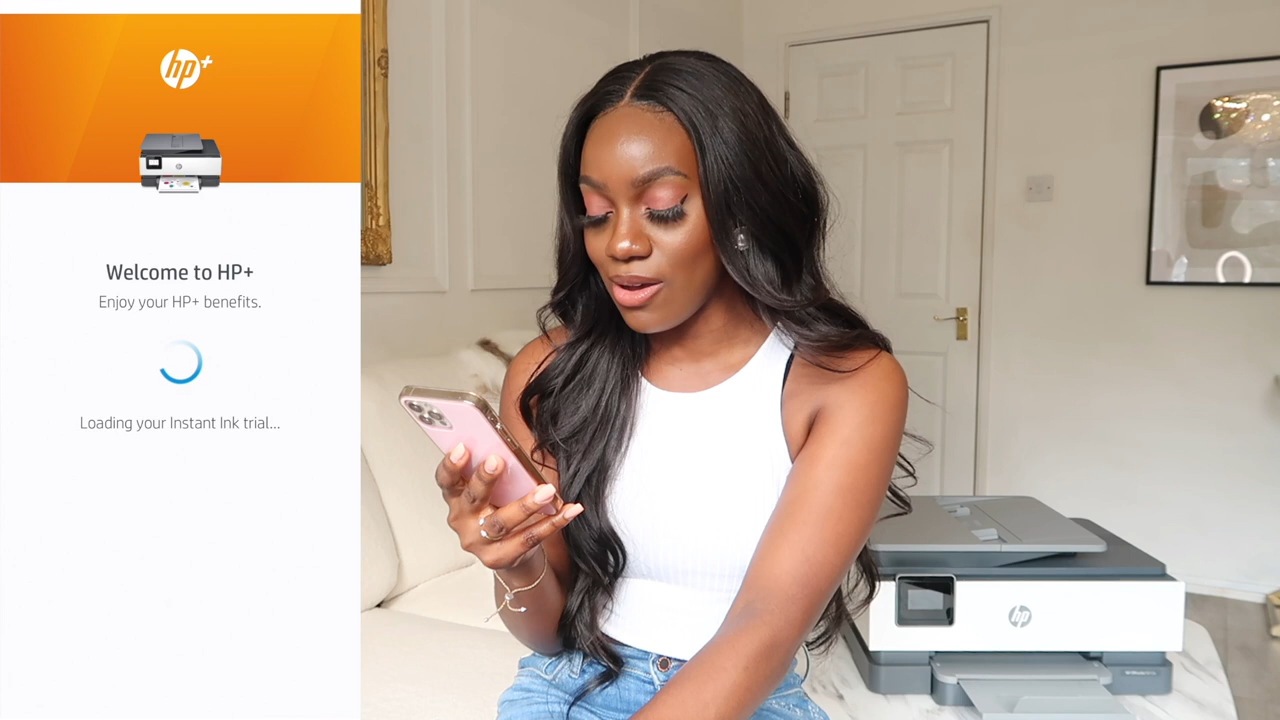 hp+
Welcome to HP+
Enjoy your HP+ benefits.
Loading your Instant Ink trial...
hp